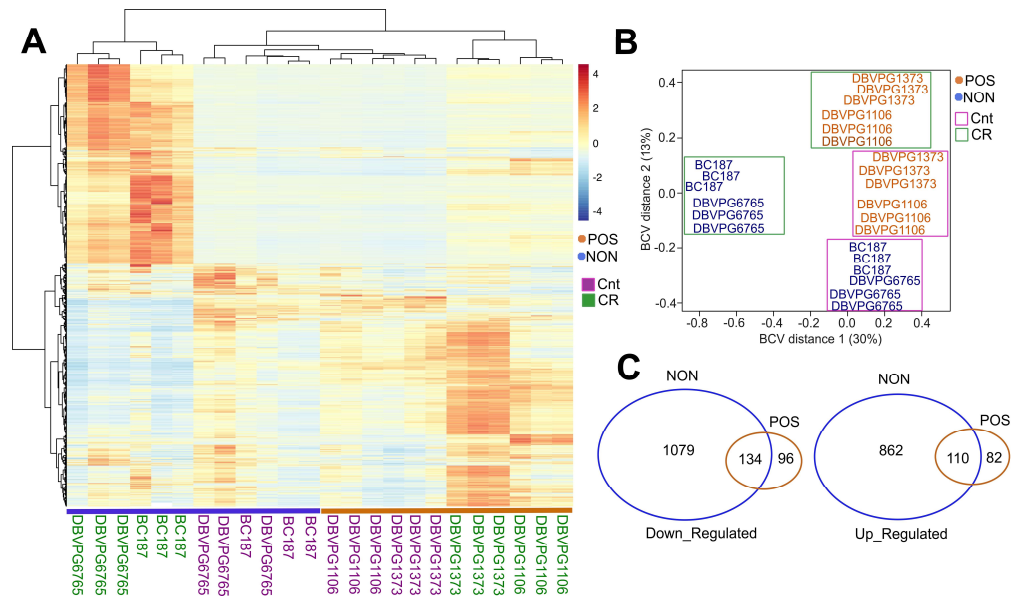 A
4
2
0
-2
-4
POS
NON
Cnt
CR
DBVPG6765
DBVPG6765
DBVPG6765
BC187
BC187
BC187
DBVPG6765
DBVPG6765
BC187
DBVPG6765
BC187
BC187
DBVPG1106
DBVPG1106
DBVPG1106
DBVPG1373
DBVPG1373
DBVPG1373
DBVPG1373
DBVPG1373
DBVPG1373
DBVPG1106
DBVPG1106
DBVPG1106
B
BCV distance 2 (13%)
0.4
0.2
0.0
-0.2
-0.4
DBVPG1373
DBVPG1373
DBVPG1373
DBVPG1106
DBVPG1106
DBVPG1106
BC187
BC187
BC187
DBVPG6765
DBVPG6765
DBVPG6765
DBVPG1373
DBVPG1373
DBVPG1373
DBVPG1106
DBVPG1106
DBVPG1106
BC187
BC187
BC187
DBVPG6765
DBVPG6765
DBVPG6765
-0.8 -0.6 -0.4 -0.2 0.0 0.2 0.4
BCV distance 1 (30%)
POS
NON
Cnt
CR
C
NON
POS
1079
134
96
Down_Regulated
NON
POS
862
110
82
Up_Regulated